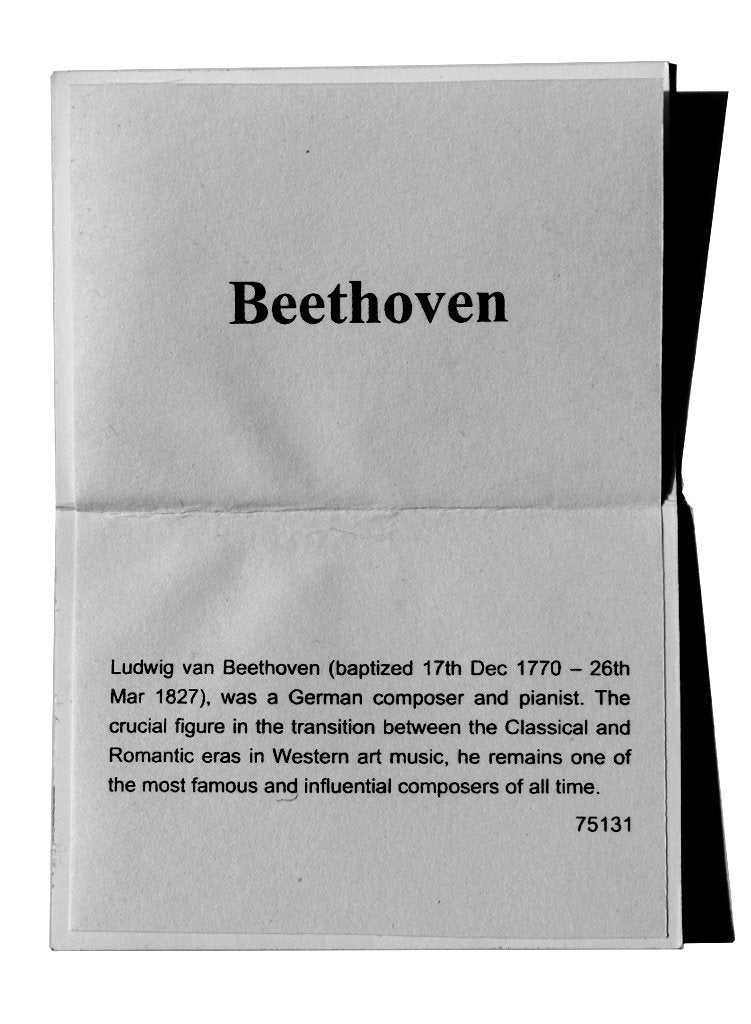 Beethoven
Ludwig van Beethoven (baptized 17th Dec 1770 – 26th
Mar 1827), was a German composer and pianist. The
crucial figure in the transition between the Classical and
Romantic eras in Western art music, he remains one of
the most famous and influential composers of all time.
75131